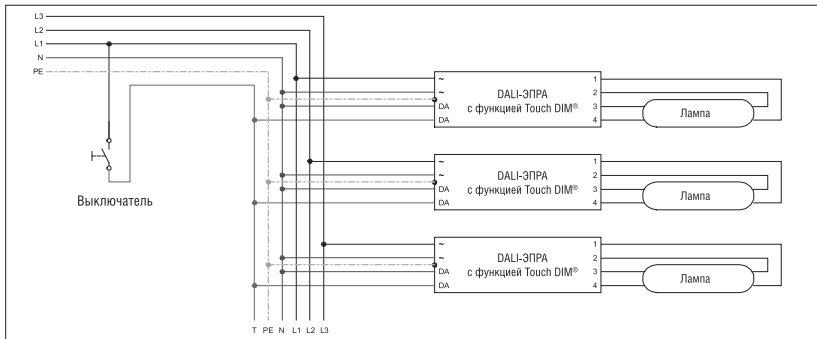 L3
L2
L1
N
PE
Выключатель
~
~
DA
DA
DALI-ЭПРА
с функцией Touch DIM®
1
2
3
4
Лампа
~
~
DA
DA
DALI-ЭПРА
с функцией Touch DIM®
1
2
3
4
Лампа
~
~
DA
DA
DALI-ЭПРА
с функцией Touch DIM®
1
2
3
4
Лампа
T PE N L1 L2 L3